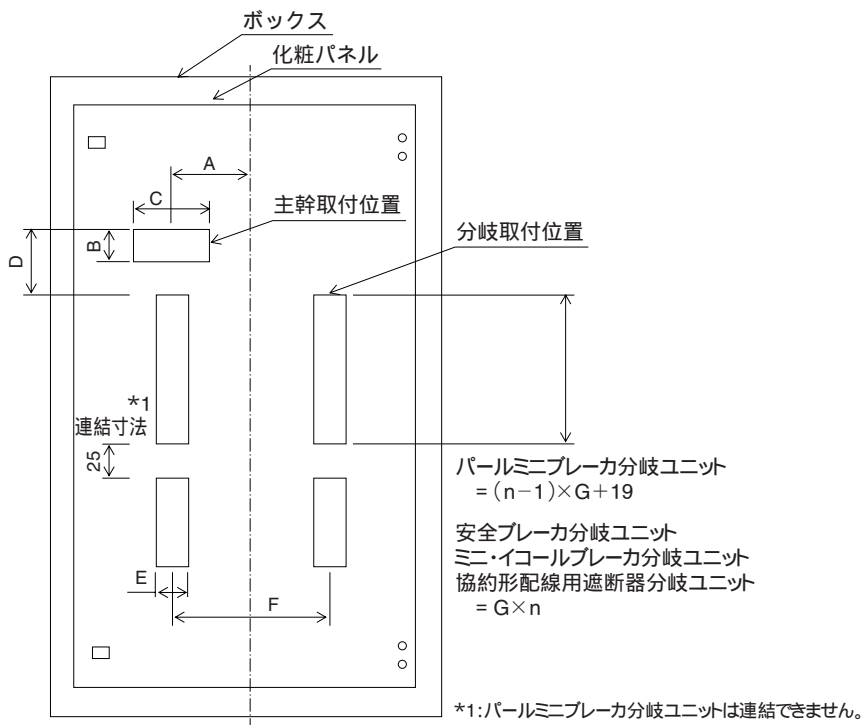 ボックス
化粧パネル
A
C
主幹取付位置
B
D
分岐取付位置
*1
連結寸法
25
パールミニブレーカ分岐ユニット
=(n−1)×G+19
安全ブレーカ分岐ユニット
ミニ・イコールブレーカ分岐ユニット
協約形配線用遮断器分岐ユニット
=G×n
E
F
*1:パールミニブレーカ分岐ユニットは連結できません。